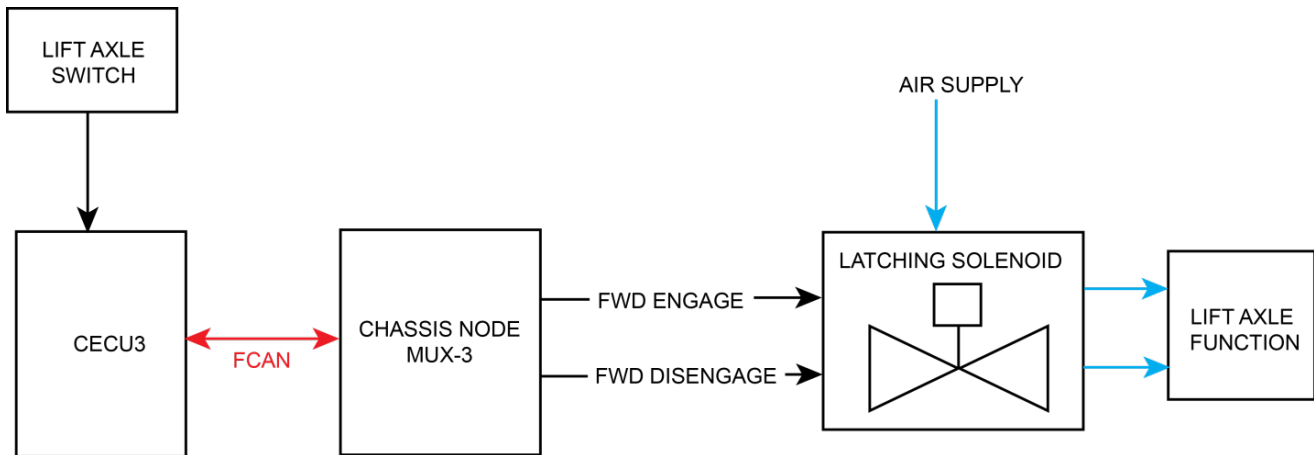 LIFT AXLE
SWITCH
AIR SUPPLY
CECU3
FCAN
CHASSIS NODE
MUX-3
FWD ENGAGE
FWD DISENGAGE
LATCHING SOLENOID
LIFT AXLE
FUNCTION